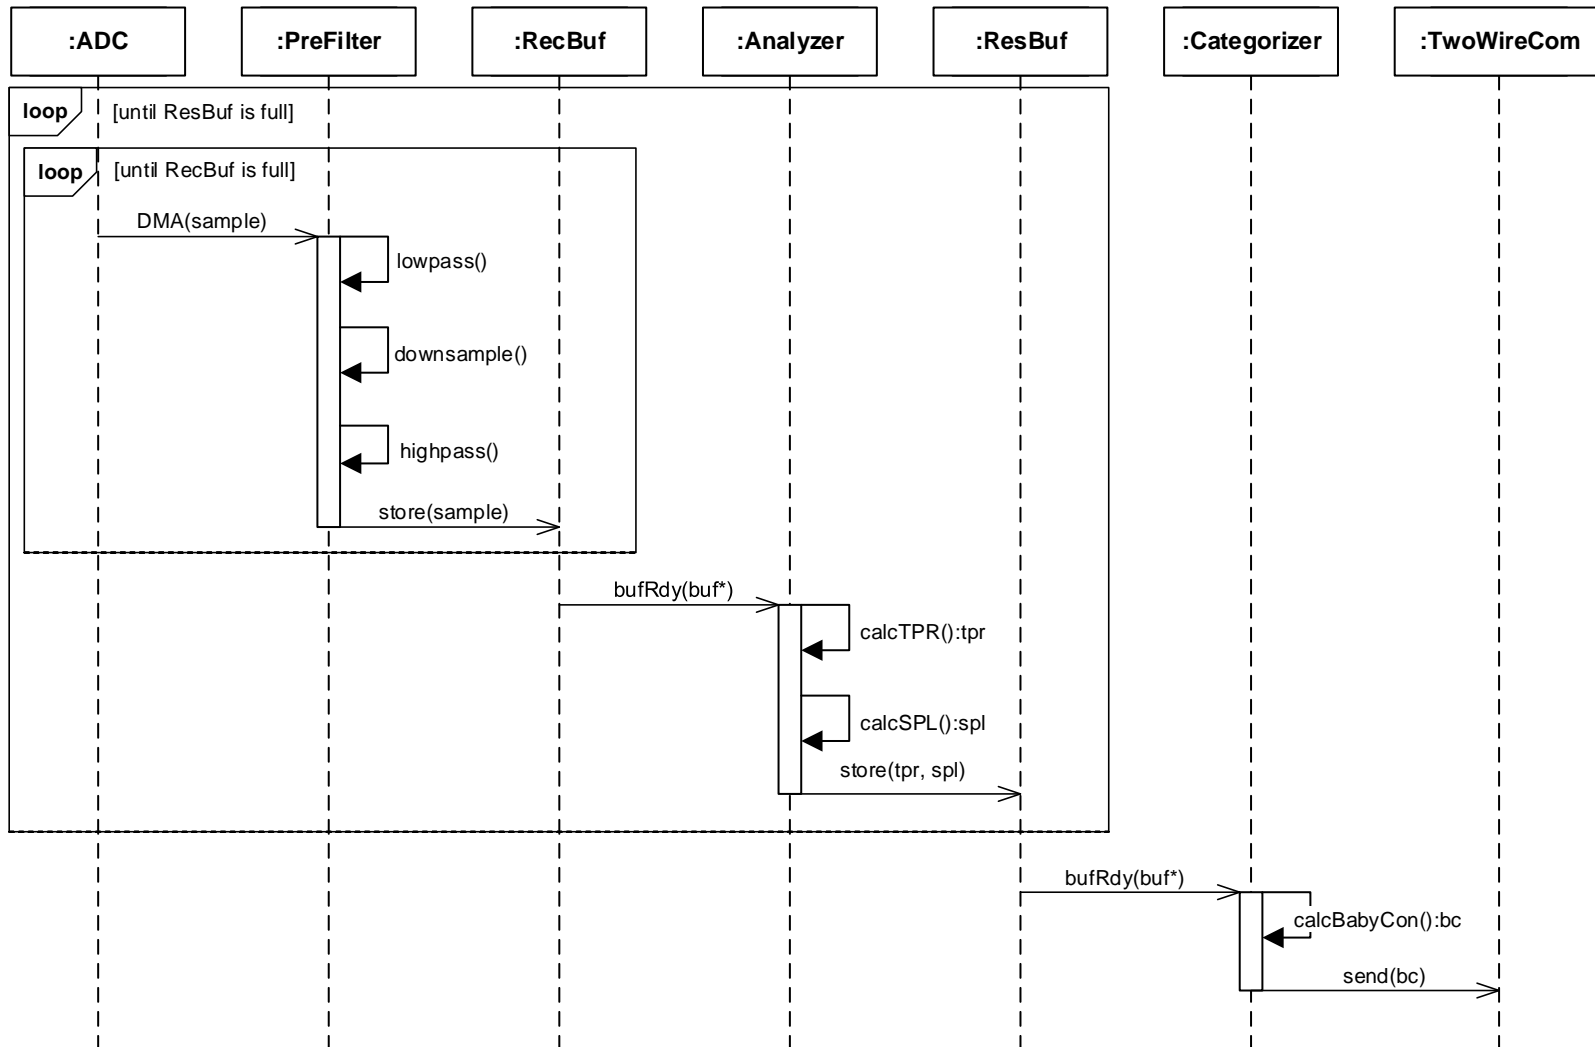 :ADC
:PreFilter
:RecBuf
:Analyzer
:ResBuf
:Categorizer
:TwoWireCom
loop
[until ResBuf is full]
loop
[until RecBuf is full]
DMA(sample)
lowpass()
downsample()
highpass()
store(sample)
bufRdy(buf*)
calcTPR():tpr
calcSPL():spl
store(tpr, spl)
bufRdy(buf*)
calcBabyCon():bc
send(bc)